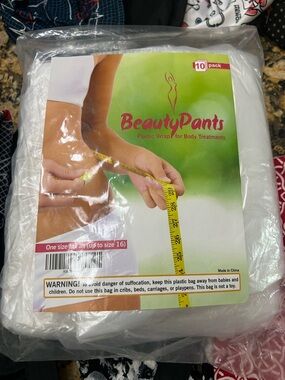 10 pack
BeautyPants
Plastic Wrap for Body Treatments
One size fits all (up to size 16)
Made in China
WARNING! To avoid danger of suffocation, keep this plastic bag away from babies and
children. Do not use this bag in cribs, beds, carriages, or playpens. This bag is not a toy.